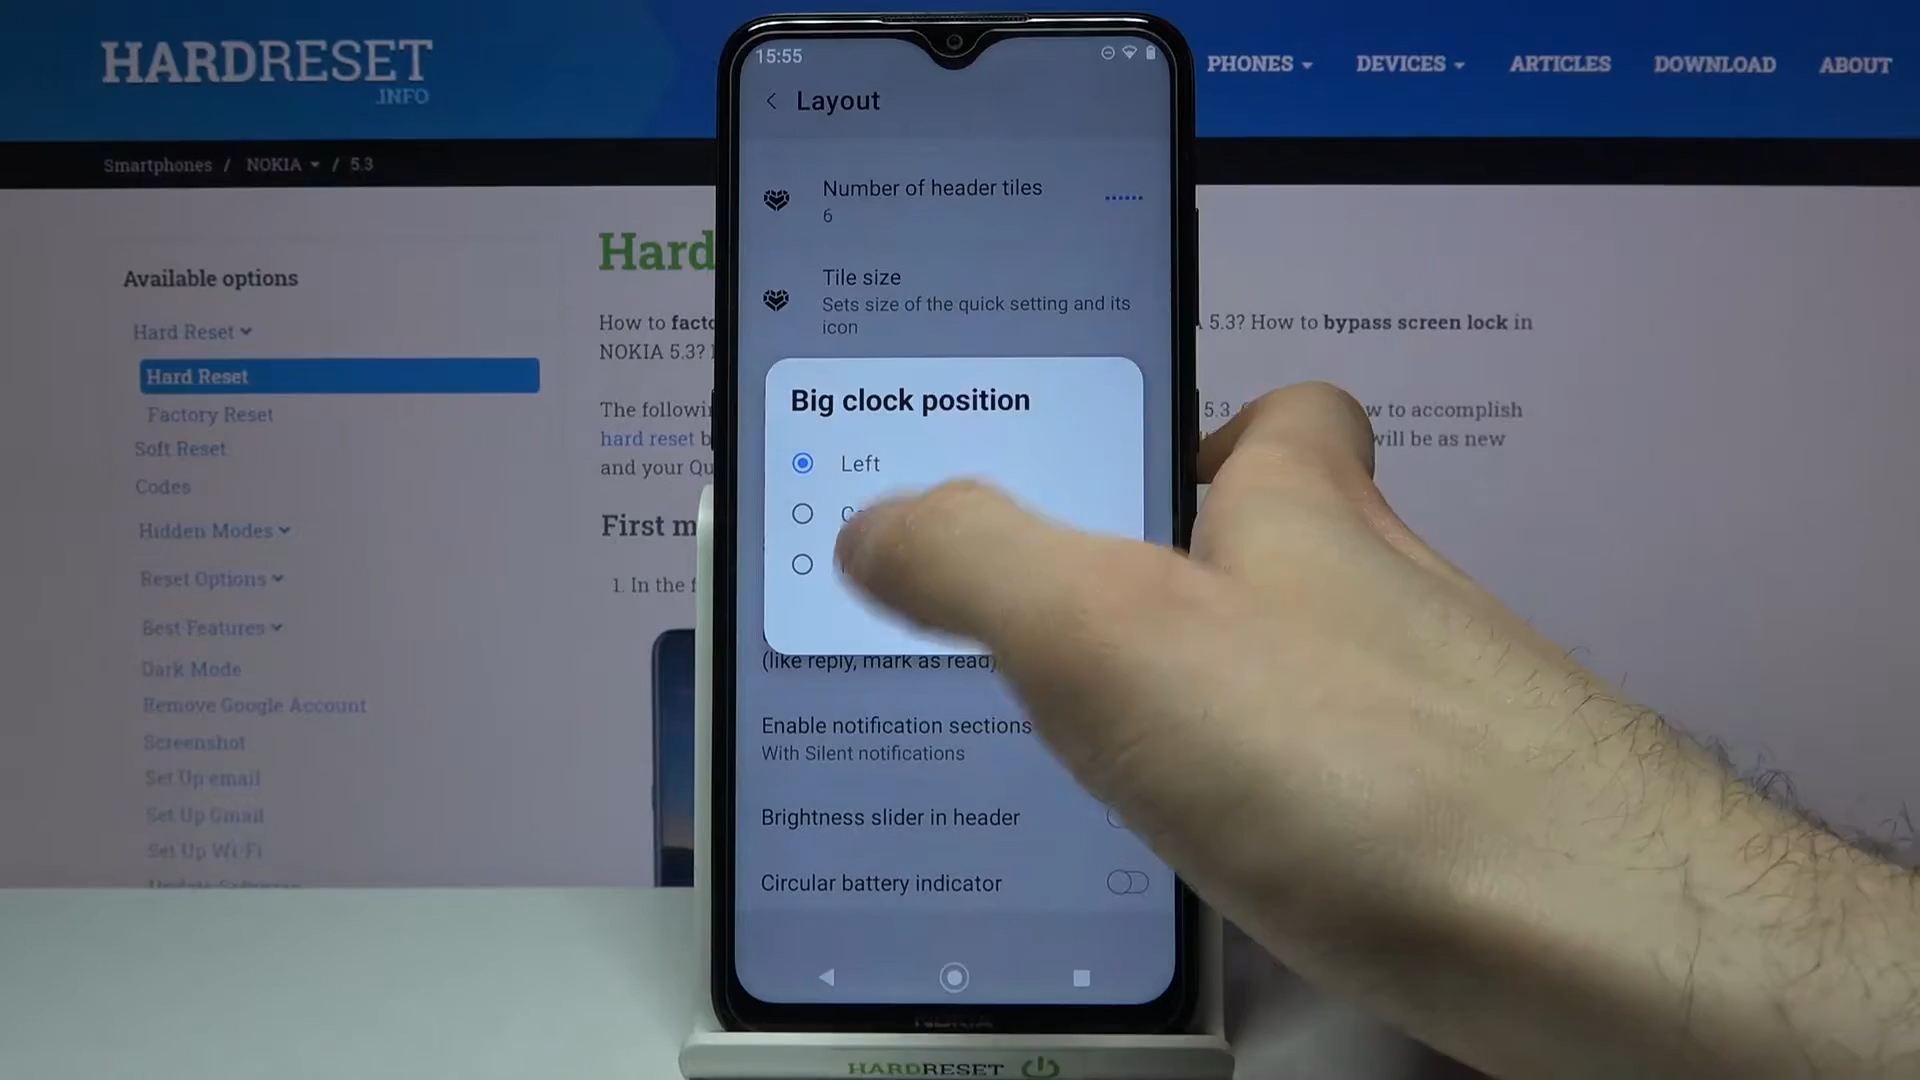 HARDRESET
.INFO
PHONES
DEVICES
ARTICLES
DOWNLOAD
ABOUT
Smartphones / NOKIA / 5.3
Available options
Hard Reset
Hard Reset
Factory Reset
Soft Reset
Codes
Hidden Modes
Reset Options
Best Features
Dark Mode
Remove Google Account
Screenshot
Set Up email
Set Up Gmail
Set Up Wi-Fi
Update Software
Hard
How to
5.3? How to bypass screen lock in
NOKIA 5.3?
The
5.3.
to accomplish
hard reset
will be as new
and your
First
1. In the
15:55
Layout
Number of header tiles
6
Tile size
Sets size of the quick setting and its
icon
Big clock position
Left
(like reply, mark as read)
Enable notification sections
With Silent notifications
Brightness slider in header
Circular battery indicator
NOKIA
HARDRESET